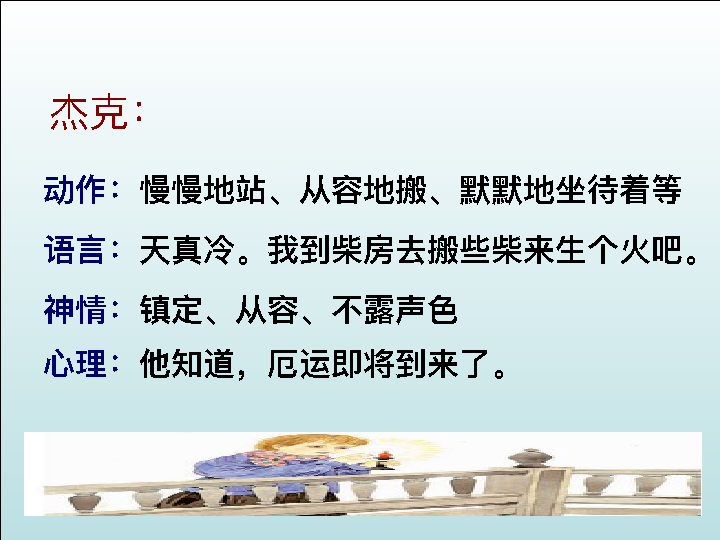 杰克：
动作：慢慢地站、从容地搬、默默地坐待着等
语言：天真冷。我到柴房去搬些柴来生个火吧。
神情：镇定、从容、不露声色
心理：他知道，厄运即将到来了。